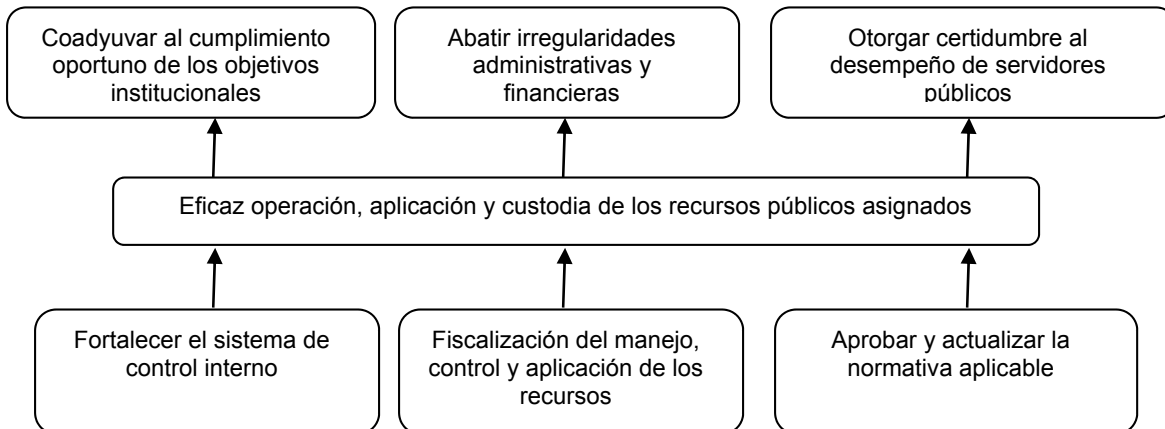 Coadyuvar al cumplimiento
oportuno de los objetivos
institucionales
Abatir irregularidades
administrativas y
financieras
Otorgar certidumbre al
desempeño de servidores
públicos
Eficaz operación, aplicación y custodia de los recursos públicos asignados
Fortalecer el sistema de
control interno
Fiscalización del manejo,
control y aplicación de los
recursos
Aprobar y actualizar la
normativa aplicable